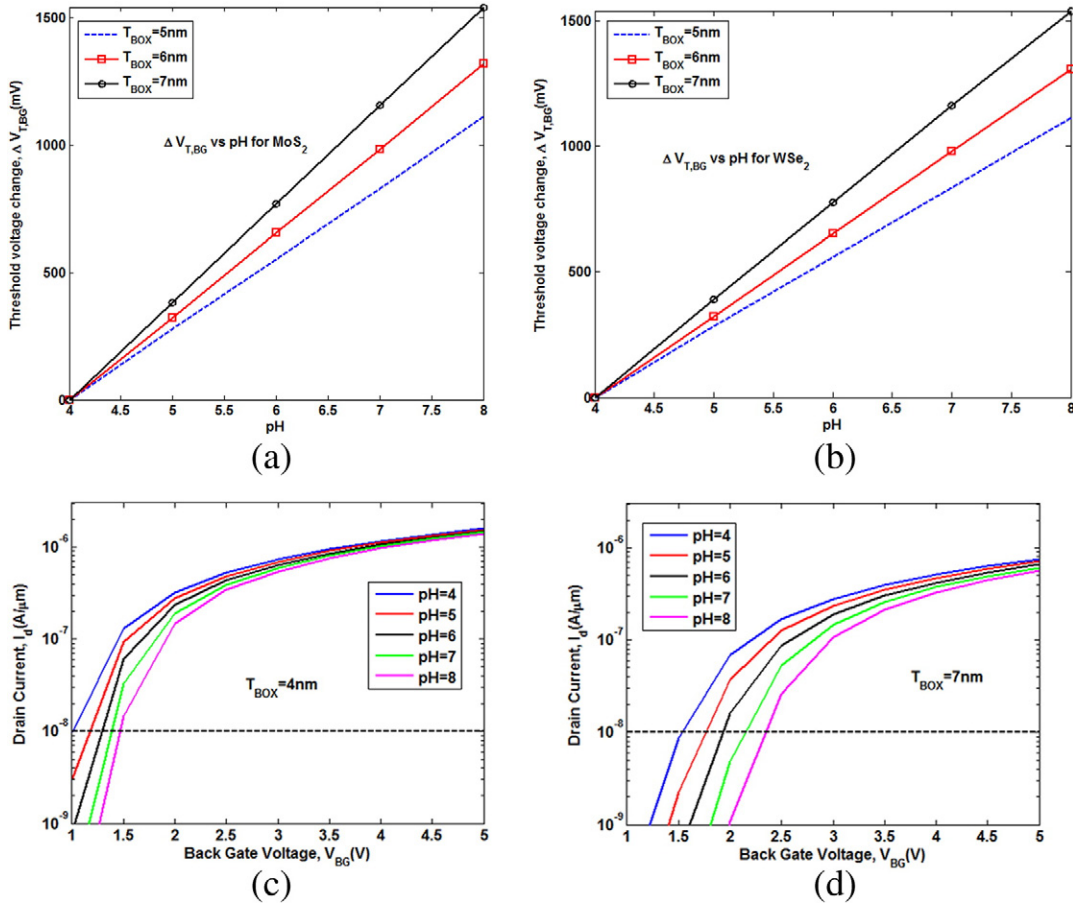 Threshold voltage change, Δ V_T,BG(mV)
1500
1000
500
0
T_BOX=5nm
T_BOX=6nm
T_BOX=7nm
Δ V_T,BG vs pH for MoS₂
4 4.5 5 5.5 6 6.5 7 7.5 8
pH
(a)
Threshold voltage change, Δ V_T,BG(mV)
1500
1000
500
0
T_BOX=5nm
T_BOX=6nm
T_BOX=7nm
Δ V_T,BG vs pH for WSe₂
4 4.5 5 5.5 6 6.5 7 7.5 8
pH
(b)
Drain Current, I_d(A/μm)
10⁻⁶
10⁻⁷
10⁻⁸
10⁻⁹
pH=4
pH=5
pH=6
pH=7
pH=8
T_BOX=4nm
1 1.5 2 2.5 3 3.5 4 4.5 5
Back Gate Voltage, V_BG(V)
(c)
Drain Current, I_d(A/μm)
10⁻⁶
10⁻⁷
10⁻⁸
10⁻⁹
pH=4
pH=5
pH=6
pH=7
pH=8
T_BOX=7nm
1 1.5 2 2.5 3 3.5 4 4.5 5
Back Gate Voltage, V_BG(V)
(d)